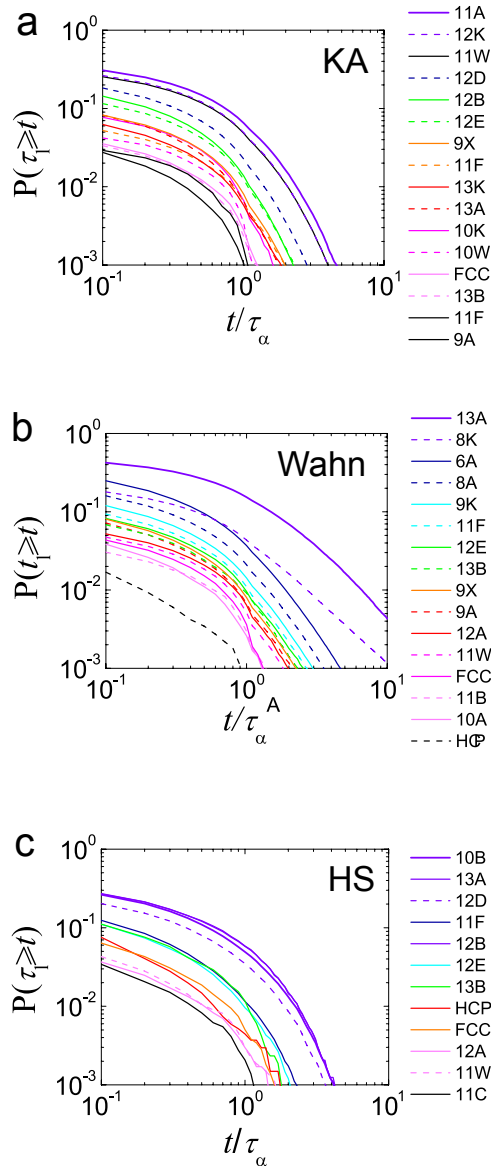 a
KA
P(τ_l≥t)
10^0
10^-1
10^-2
10^-3
10^-1
10^0
10^1
t/τ_α
11A
12K
11W
12D
12B
12E
9X
11F
13K
13A
10K
10W
FCC
13B
11F
9A
b
Wahn
P(t_l≥t)
10^0
10^-1
10^-2
10^-3
10^-1
10^0
10^1
t/τ_α^A
13A
8K
6A
8A
9K
11F
12E
13B
9X
9A
12A
11W
FCC
11B
10A
HCP
c
HS
P(τ_l≥t)
10^0
10^-1
10^-2
10^-3
10^-1
10^0
10^1
t/τ_α
10B
13A
12D
11F
12B
12E
13B
HCP
FCC
12A
11W
11C